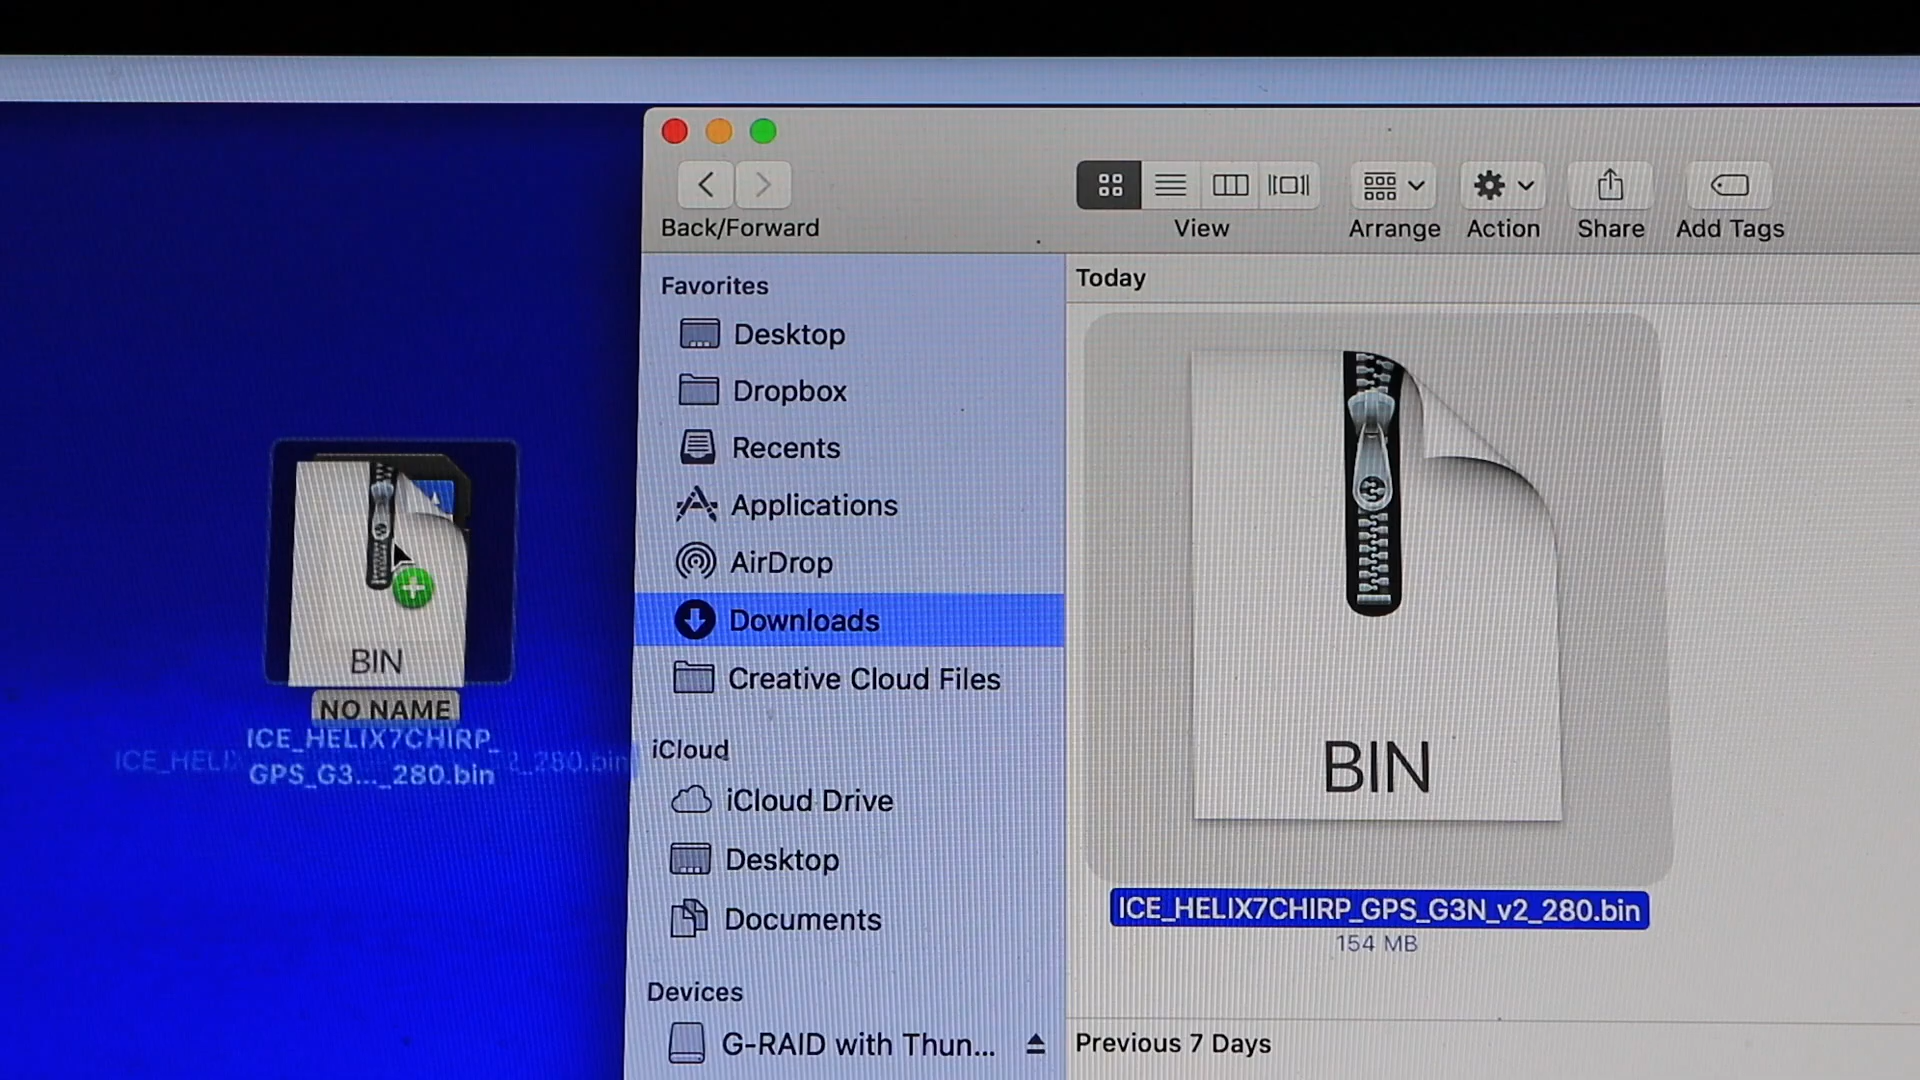 Back/Forward
View
Arrange
Action
Share
Add Tags
Favorites
Desktop
Dropbox
Recents
Applications
AirDrop
Downloads
Creative Cloud Files
iCloud
iCloud Drive
Desktop
Documents
Devices
G-RAID with Thun...
Today
BIN
ICE_HELIX7CHIRP_GPS_G3N_v2_280.bin
154 MB
Previous 7 Days
BIN
NO NAME
ICE_HELIX7CHIRP_
GPS_G3..._280.bin